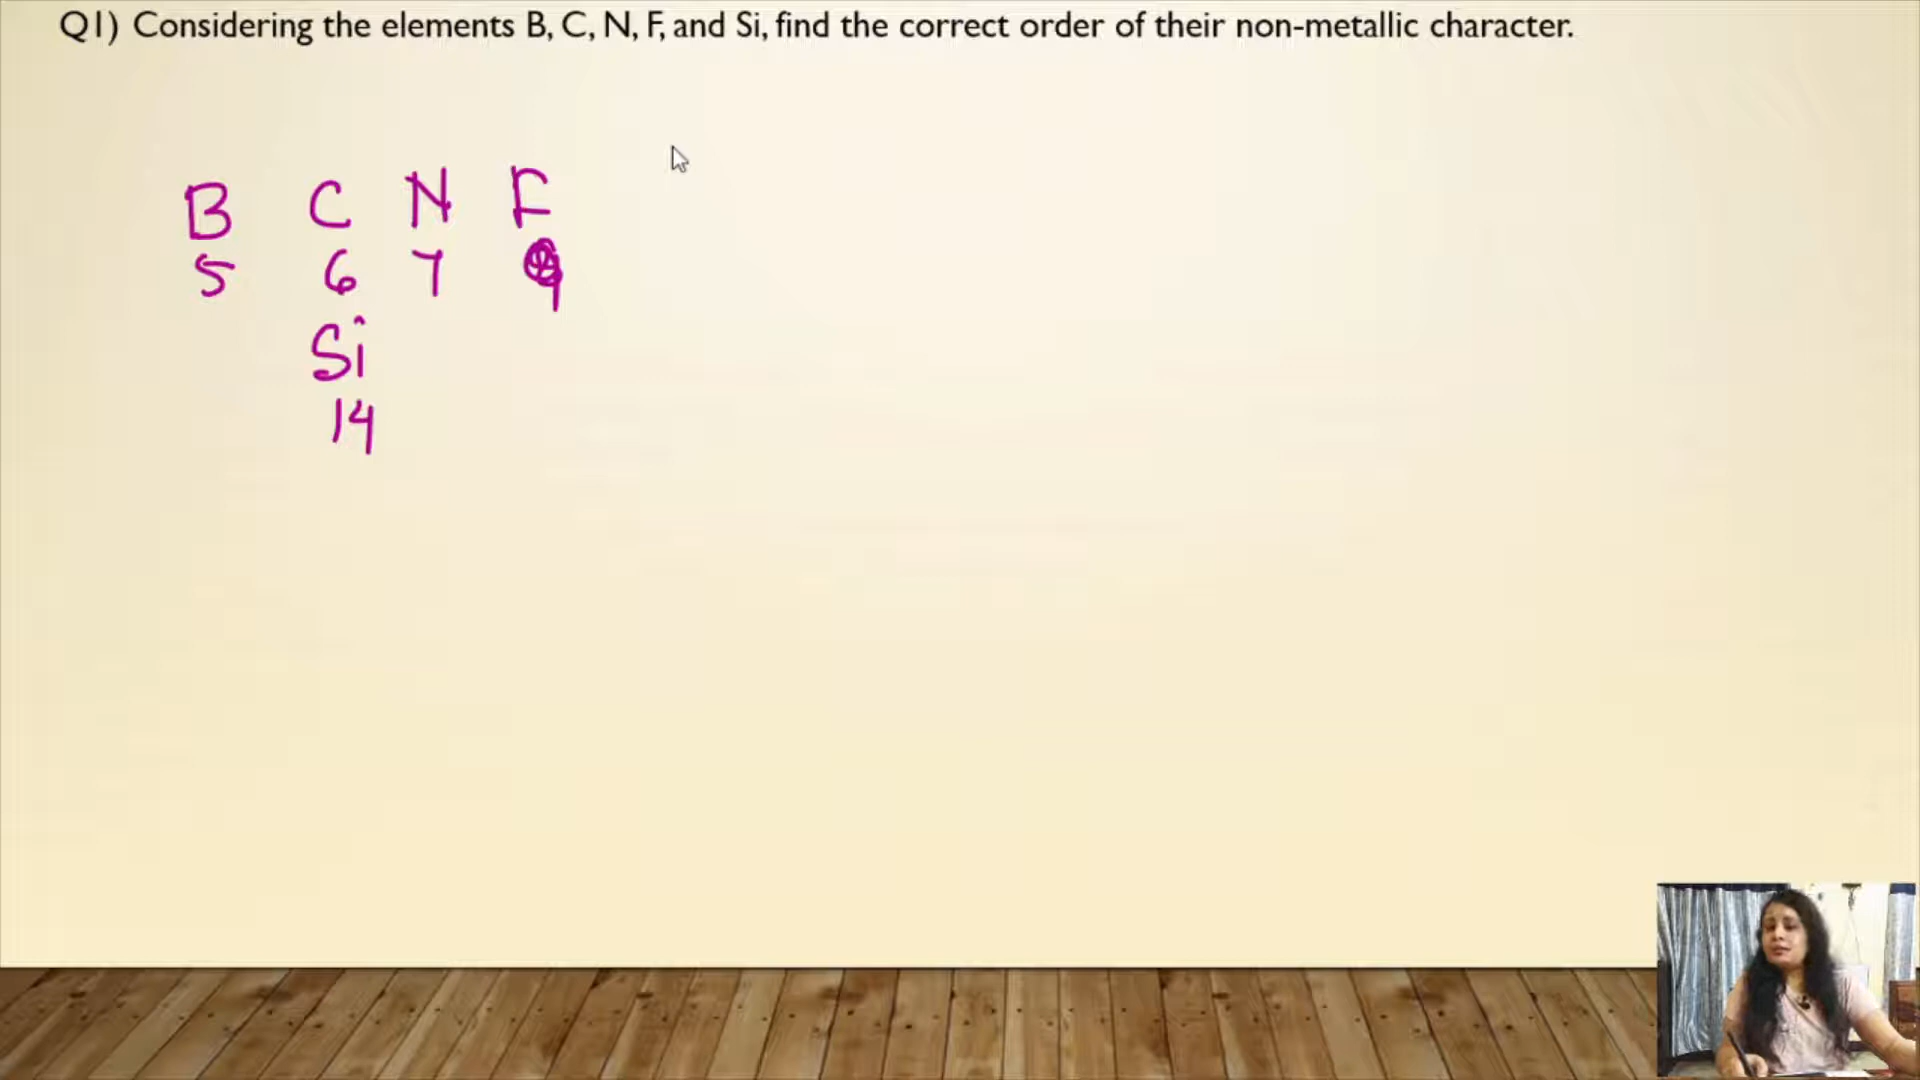 Q1) Considering the elements B, C, N, F, and Si, find the correct order of their non-metallic character.
B C N F
5 6 7 9
Si
14